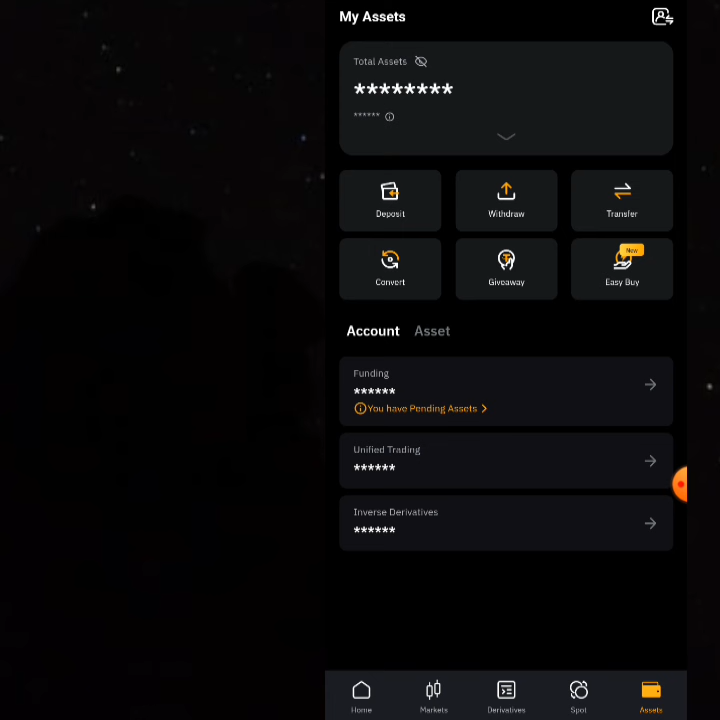 My Assets
Total Assets
********
******
Deposit
Withdraw
Transfer
Convert
Giveaway
New
Easy Buy
Account Asset
Funding
******
You have Pending Assets
Unified Trading
******
Inverse Derivatives
******
Home Markets Derivatives Spot Assets